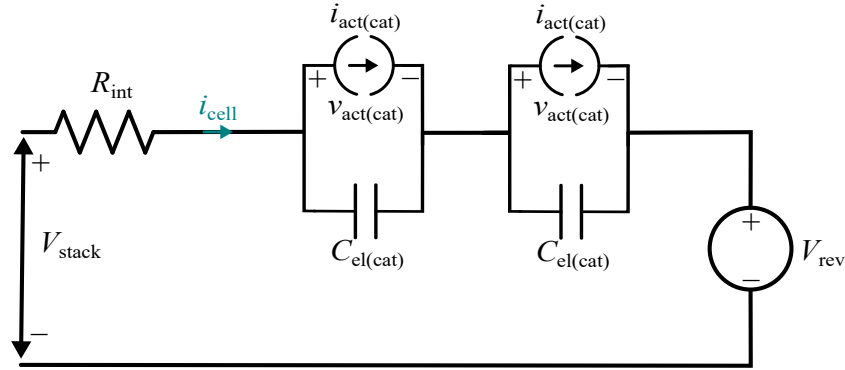 i_act(cat)
i_act(cat)
+
−
+
−
R_int
i_cell
v_act(cat)
v_act(cat)
+
V_stack
−
C_el(cat)
C_el(cat)
+
−
V_rev